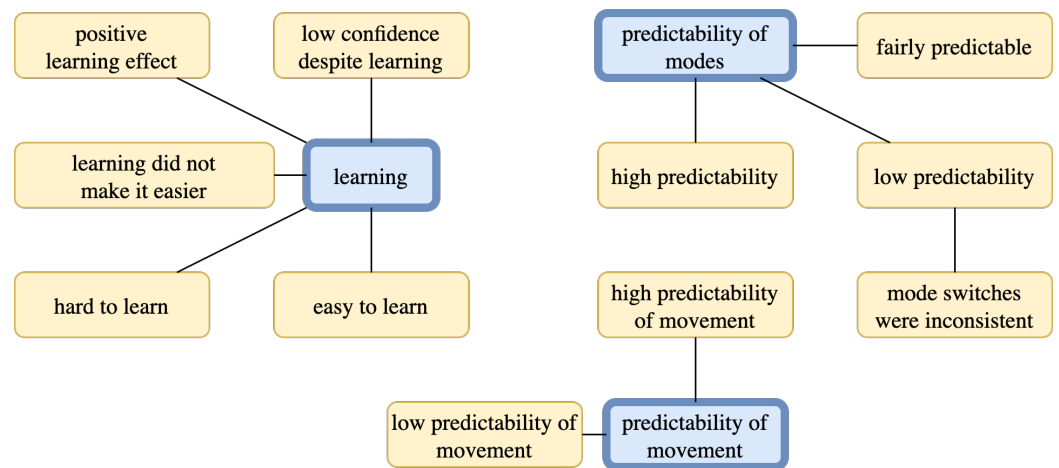 positive
learning effect
low confidence
despite learning
predictability of
modes
fairly predictable
learning did not
make it easier
learning
high predictability
low predictability
hard to learn
easy to learn
high predictability
of movement
mode switches
were inconsistent
low predictability of
movement
predictability of
movement